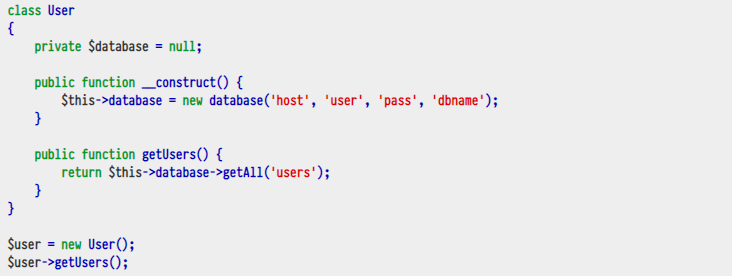 class User
{
    private $database = null;

    public function __construct() {
        $this->database = new database('host', 'user', 'pass', 'dbname');
    }

    public function getUsers() {
        return $this->database->getAll('users');
    }
}

$user = new User();
$user->getUsers();